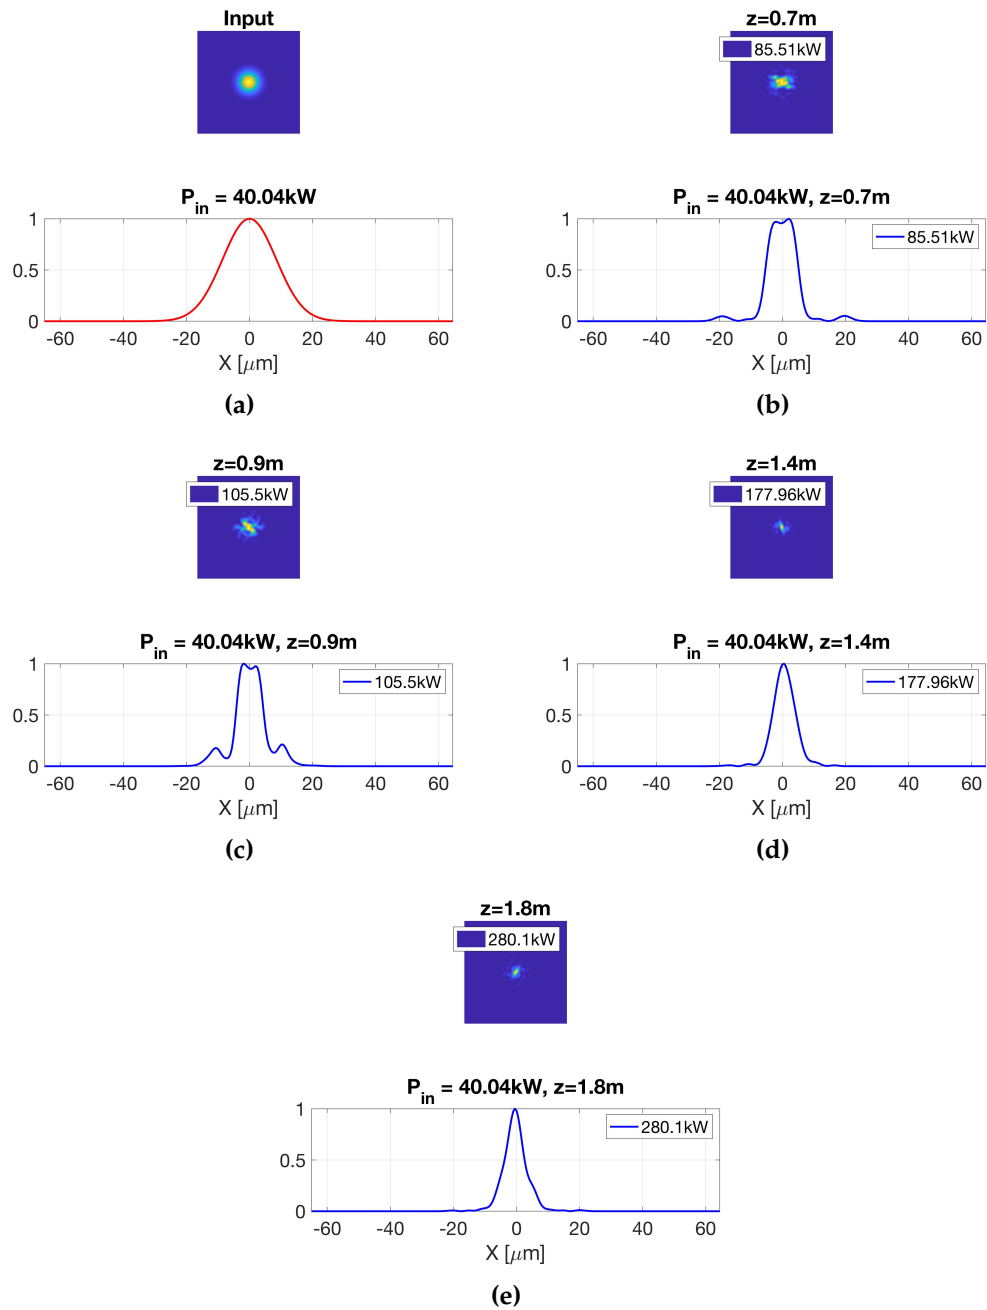 Input
P_in = 40.04kW
1
0.5
0
-60 -40 -20 0 20 40 60
X [μm]
(a)
z=0.7m
85.51kW
P_in = 40.04kW, z=0.7m
1
85.51kW
0.5
0
-60 -40 -20 0 20 40 60
X [μm]
(b)
z=0.9m
105.5kW
P_in = 40.04kW, z=0.9m
1
105.5kW
0.5
0
-60 -40 -20 0 20 40 60
X [μm]
(c)
z=1.4m
177.96kW
P_in = 40.04kW, z=1.4m
1
177.96kW
0.5
0
-60 -40 -20 0 20 40 60
X [μm]
(d)
z=1.8m
280.1kW
P_in = 40.04kW, z=1.8m
1
280.1kW
0.5
0
-60 -40 -20 0 20 40 60
X [μm]
(e)